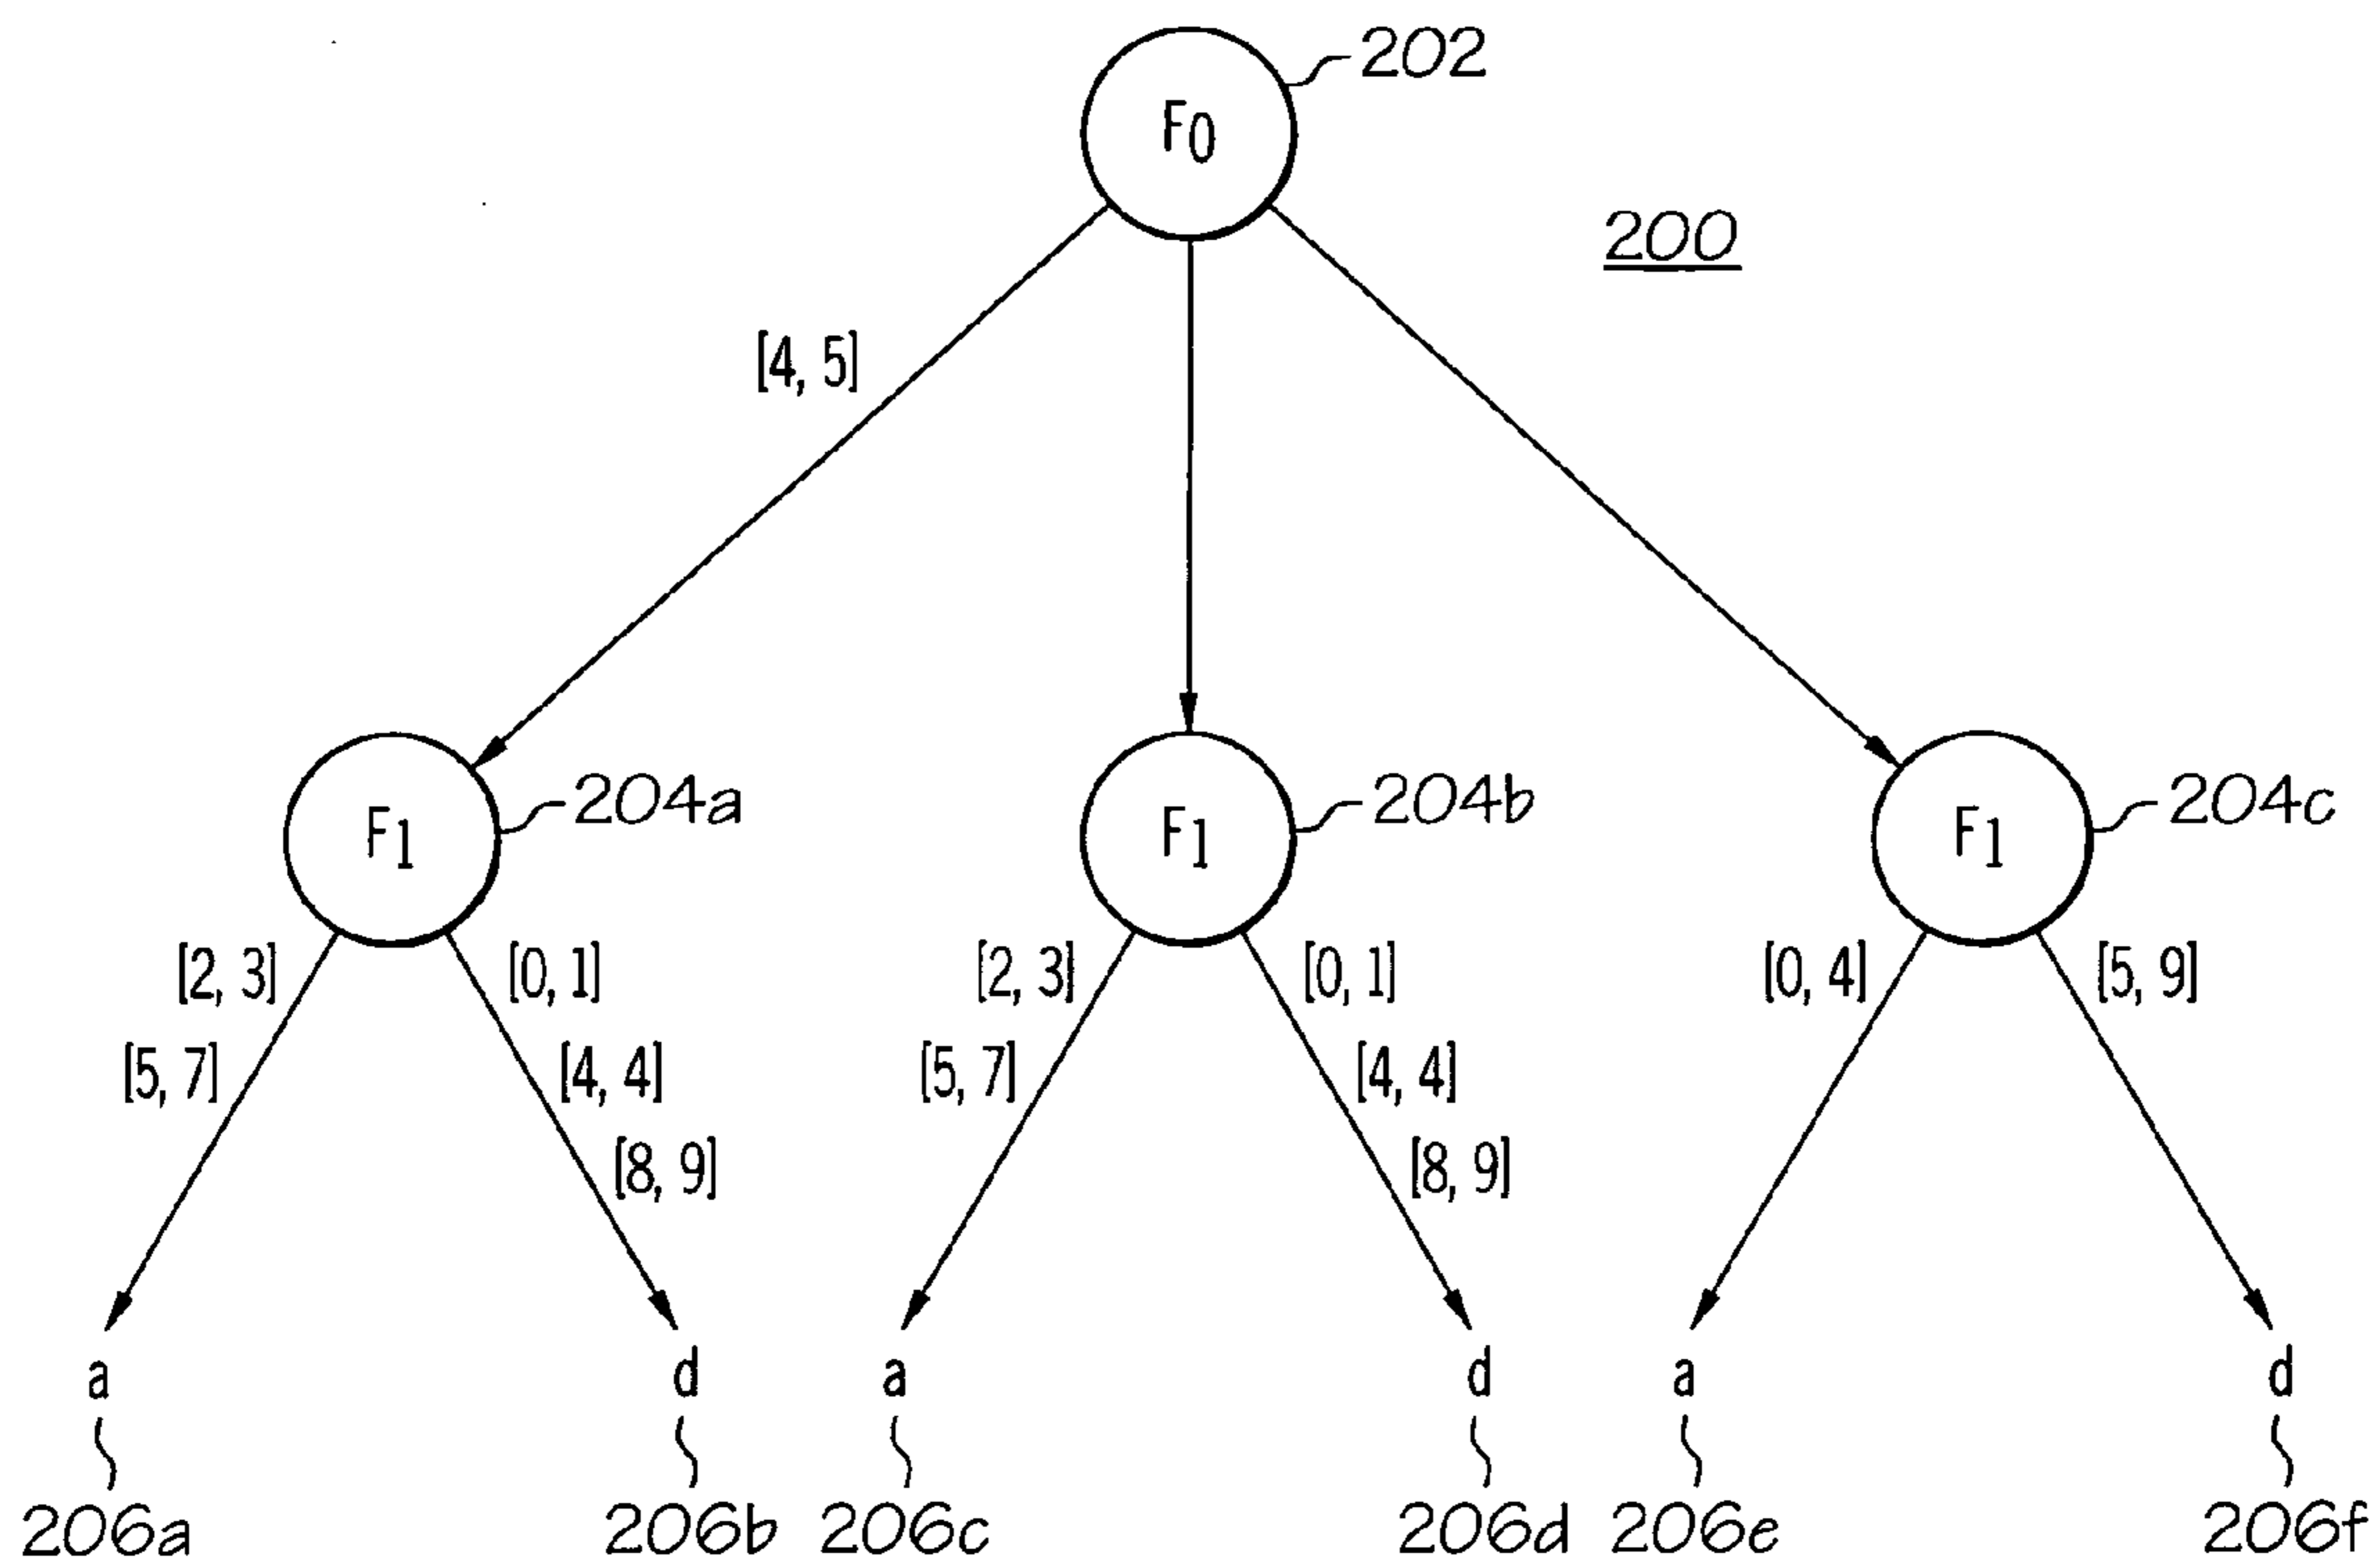 202
F0
200
[4, 5]
F1
204a
F1
204b
F1
204c
[2, 3]
[0, 1]
[2, 3]
[0, 1]
[0, 4]
[5, 9]
[5, 7]
[4, 4]
[5, 7]
[4, 4]
[8, 9]
[8, 9]
a
d
a
d
a
d
206a
206b
206c
206d
206e
206f